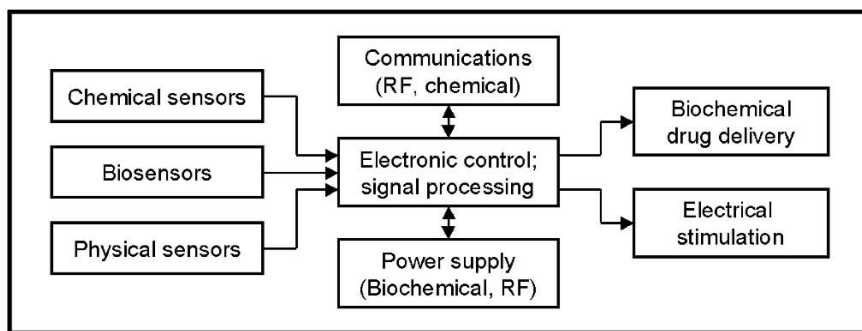 Chemical sensors
Biosensors
Physical sensors
Communications
(RF, chemical)
Electronic control;
signal processing
Power supply
(Biochemical, RF)
Biochemical
drug delivery
Electrical
stimulation